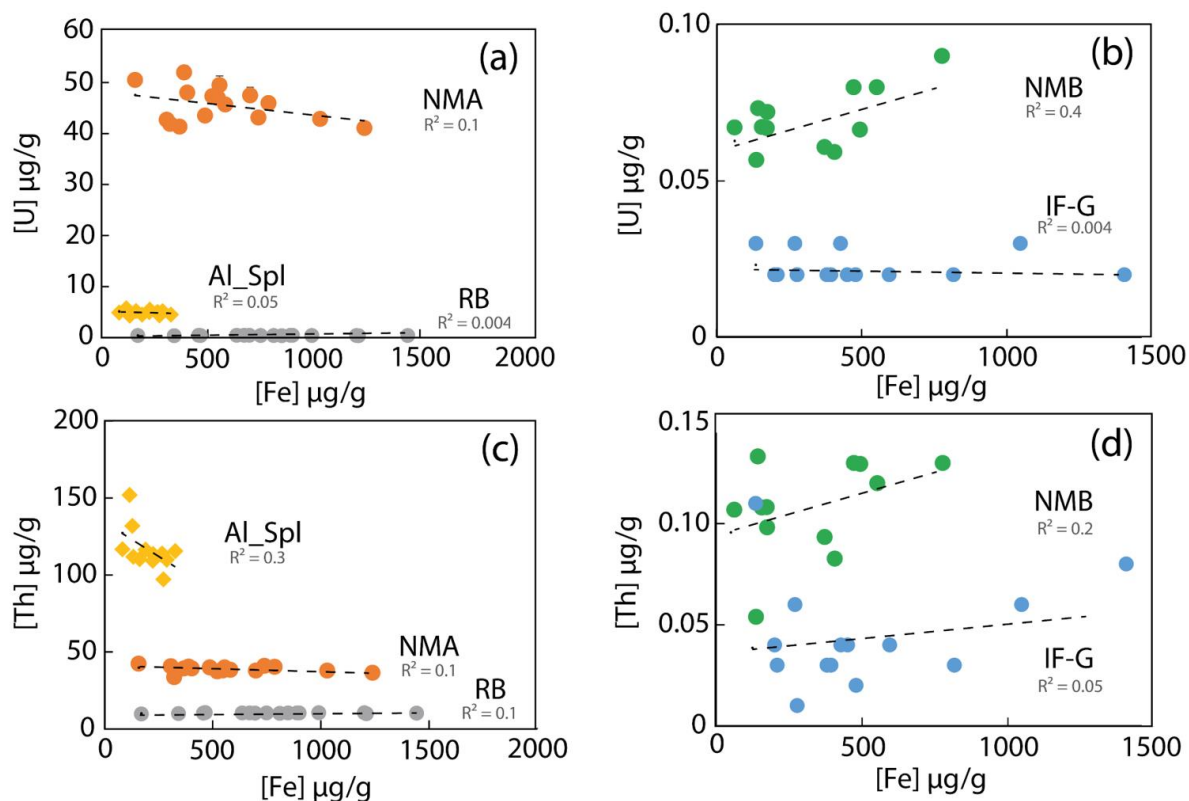 60
50
40
30
20
10
0
[U] µg/g
(a)
NMA
R² = 0.1
Al_Spl
R² = 0.05
RB
R² = 0.004
0
500
1000
1500
2000
[Fe] µg/g
0.10
0.05
0
[U] µg/g
(b)
NMB
R² = 0.4
IF-G
R² = 0.004
0
500
1000
1500
[Fe] µg/g
200
150
100
50
0
[Th] µg/g
(c)
Al_Spl
R² = 0.3
NMA
R² = 0.1
RB
R² = 0.1
0
500
1000
1500
2000
[Fe] µg/g
0.15
0.10
0.05
0
[Th] µg/g
(d)
NMB
R² = 0.2
IF-G
R² = 0.05
0
500
1000
1500
[Fe] µg/g